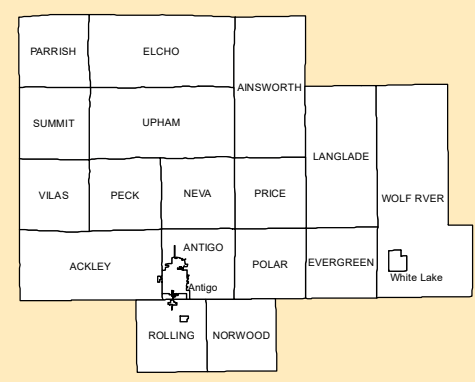 PARRISH
ELCHO
AINSWORTH
SUMMIT
UPHAM
LANGLADE
VILAS
PECK
NEVA
PRICE
WOLF RVER
ANTIGO
ACKLEY
POLAR
EVERGREEN
White Lake
Antigo
ROLLING
NORWOOD